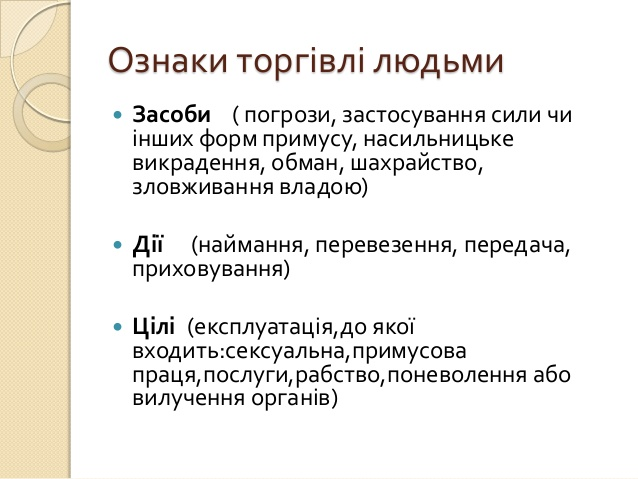 Ознаки торгівлі людьми
Засоби ( погрози, застосування сили чи
інших форм примусу, насильницьке
викрадення, обман, шахрайство,
зловживання владою)
Дії (наймання, перевезення, передача,
приховування)
Цілі (експлуатація,до якої
входить:сексуальна,примусова
праця,послуги,рабство,поневолення або
вилучення органів)